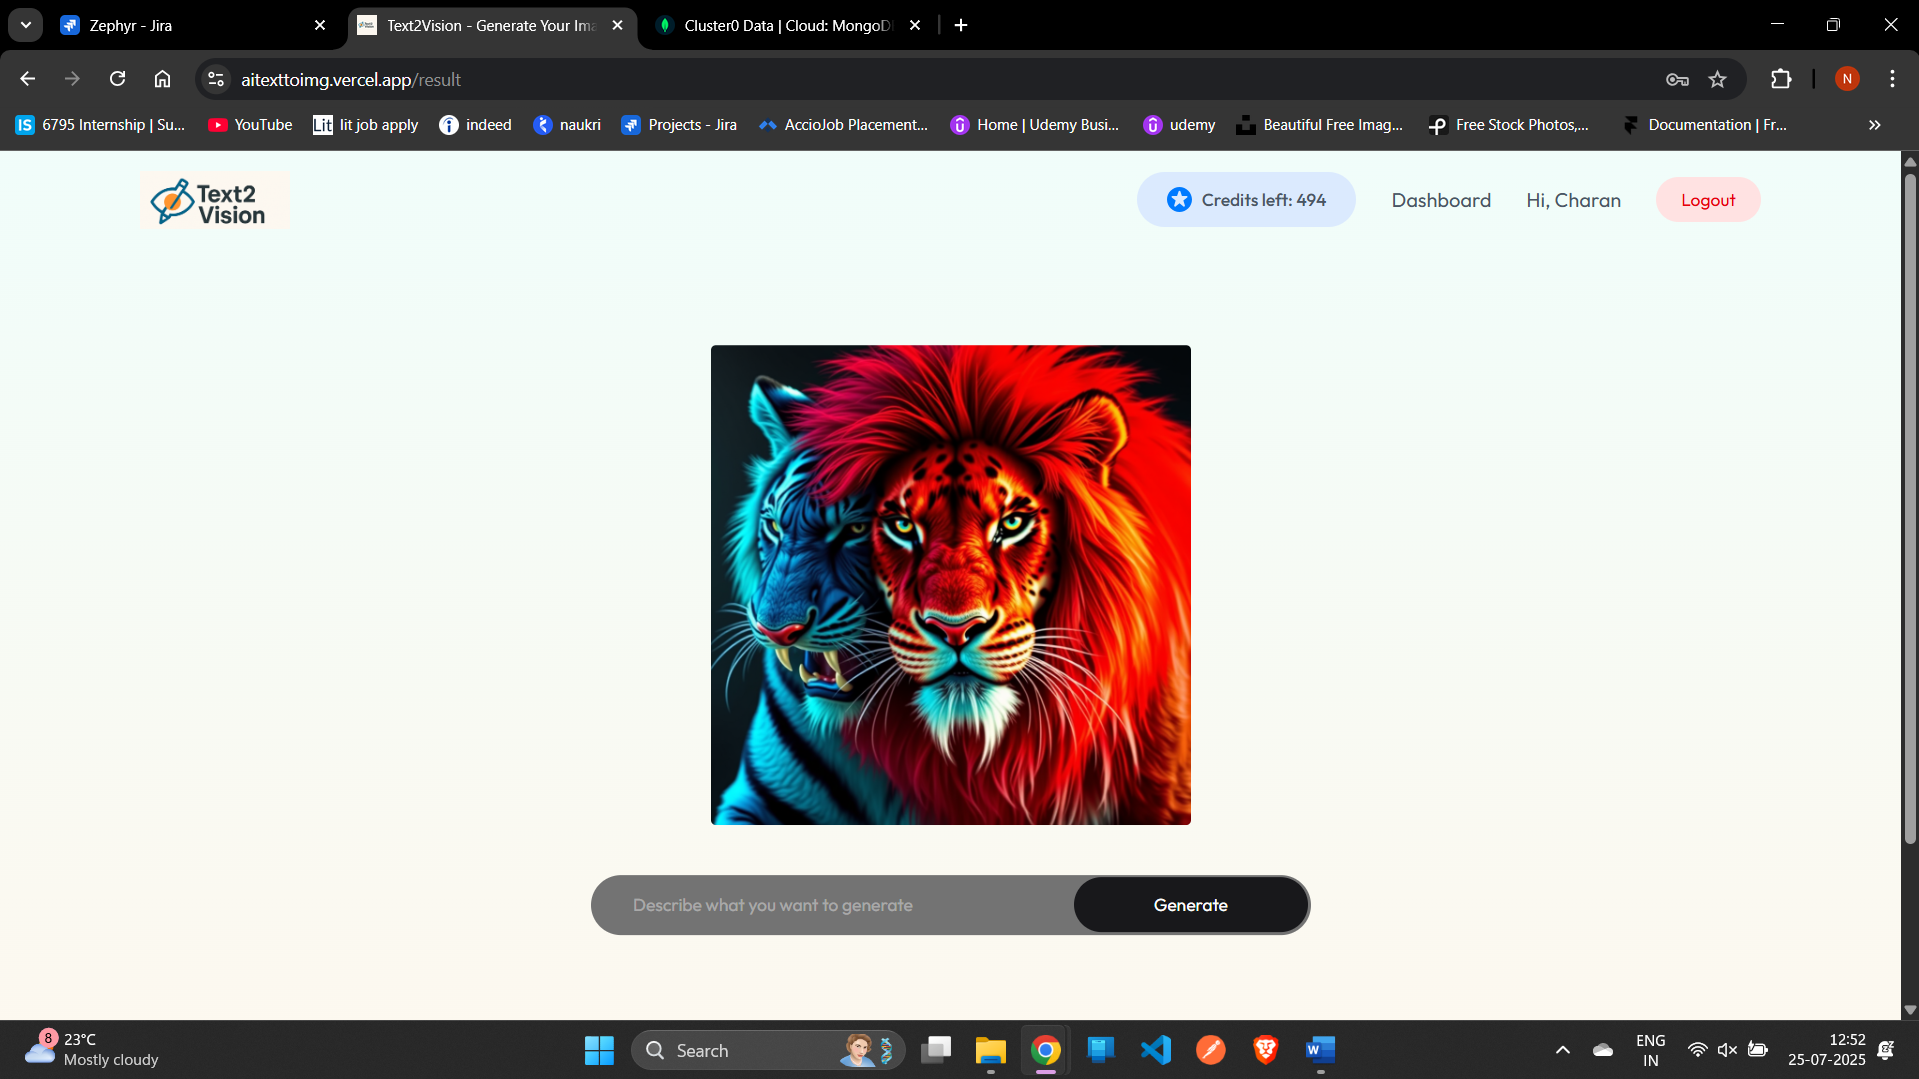 Zephyr - Jira
Text2Vision - Generate Your Ima
Cluster0 Data | Cloud: MongoD
aitexttoimg.vercel.app/result
N
IS 6795 Internship | Su...
YouTube
Lit lit job apply
indeed
naukri
Projects - Jira
AccioJob Placement...
Home | Udemy Busi...
udemy
Beautiful Free Imag...
Free Stock Photos,...
Documentation | Fr...
Text2
Vision
Credits left: 494
Dashboard
Hi, Charan
Logout
Describe what you want to generate
Generate
8
23°C
Mostly cloudy
Search
W
ENG
IN
12:52
25-07-2025